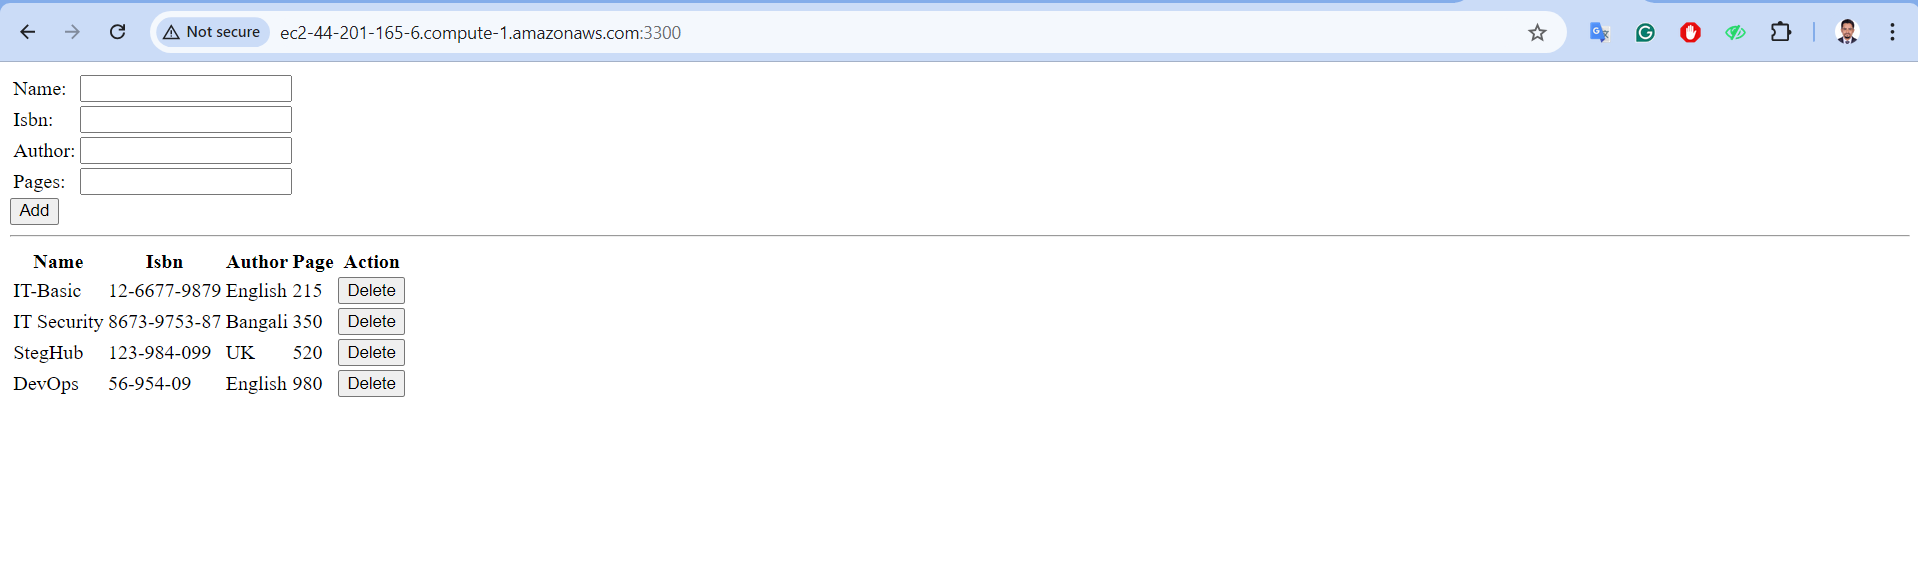 Not secure ec2-44-201-165-6.compute-1.amazonaws.com:3300
Name:
Isbn:
Author:
Pages:
Add
Name Isbn Author Page Action
IT-Basic 12-6677-9879 English 215 Delete
IT Security 8673-9753-87 Bangali 350 Delete
StegHub 123-984-099 UK 520 Delete
DevOps 56-954-09 English 980 Delete